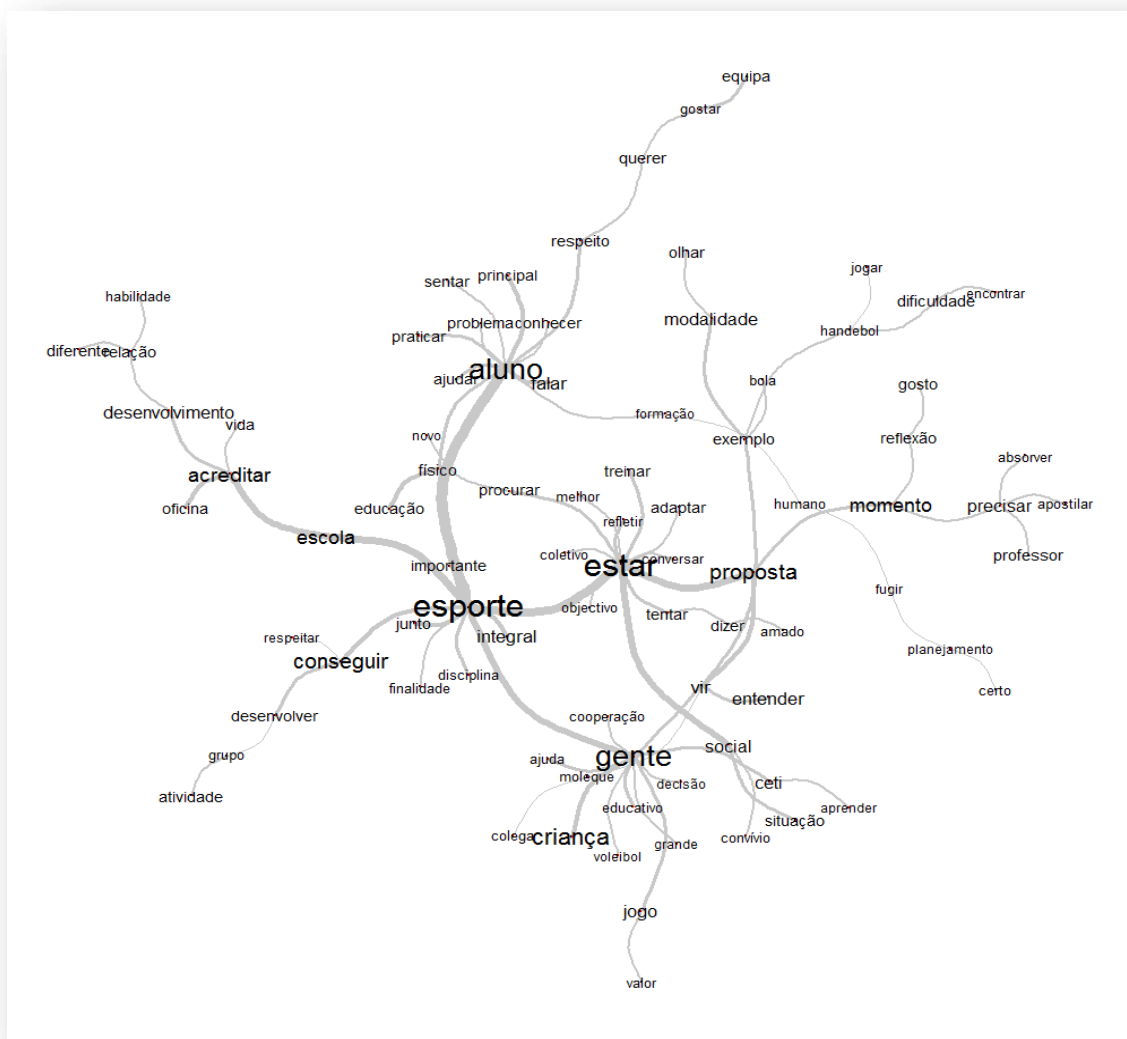 equipa
gostar
querer
respeito
olhar
jogar
sentar
principal
encontrar
habilidade
dificuldade
problema
conhecer
modalidade
handebol
praticar
diferente
relação
aluno
ajudar
falar
bola
gosto
desenvolvimento
formação
vida
novo
exemplo
reflexão
absorver
acreditar
físico
treinar
procurar
melhor
oficina
educação
adaptar
humano
momento
precisar
apostilar
refletir
escola
coletivo
conversar
professor
importante
estar
proposta
fugir
esporte
objectivo
tentar
junto
dizer
amado
respeitar
integral
planejamento
conseguir
disciplina
finalidade
vir
entender
certo
desenvolver
cooperação
grupo
gente
social
ajuda
moleque
decisão
ceti
atividade
educativo
aprender
situação
colega
criança
grande
convívio
voleibol
jogo
valor